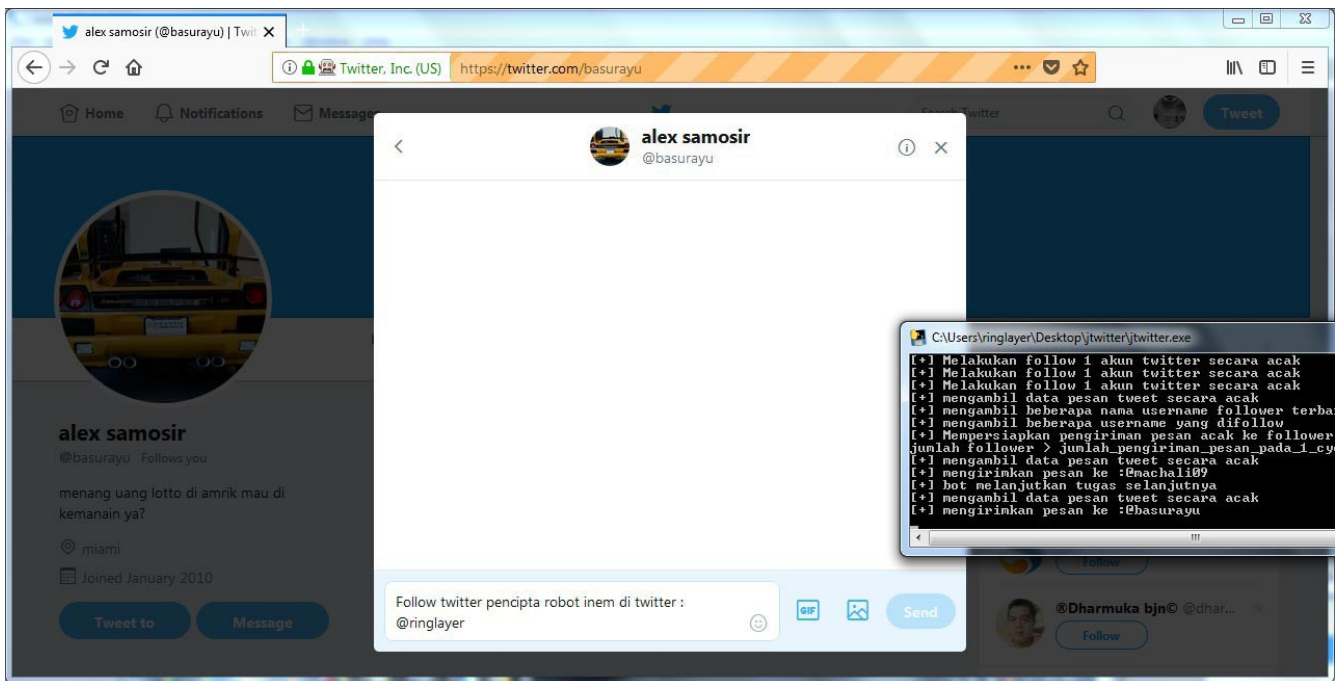 alex samosir (@basurayu) | Twit
Twitter, Inc. (US) https://twitter.com/basurayu
Home Notifications Messages Search Twitter Tweet
alex samosir
@basurayu
alex samosir
@basurayu Follows you
menang uang lotto di amrik mau di
kemanain ya?
miami
Joined January 2010
Tweet to Message
Follow twitter pencipta robot inem di twitter :
@ringlayer
GIF Send
C:\Users\ringlayer\Desktop\jtwitter\jtwitter.exe
[+] Melakukan follow 1 akun twitter secara acak
[+] Melakukan follow 1 akun twitter secara acak
[+] Melakukan follow 1 akun twitter secara acak
[+] mengambil data pesan tweet secara acak
[+] mengambil beberapa nama username follower terba
[+] mengambil beberapa username yang difollow
[+] Mempersiapkan pengiriman pesan acak ke follower
jumlah follower > jumlah_pengiriman_pesan_pada_1_cy
[+] mengambil data pesan tweet secara acak
[+] mengirimkan pesan ke :@machali09
[+] bot melanjutkan tugas selanjutnya
[+] mengambil data pesan tweet secara acak
[+] mengirimkan pesan ke :@basurayu
Follow
®Dharmuka bjn© @dhar...
Follow